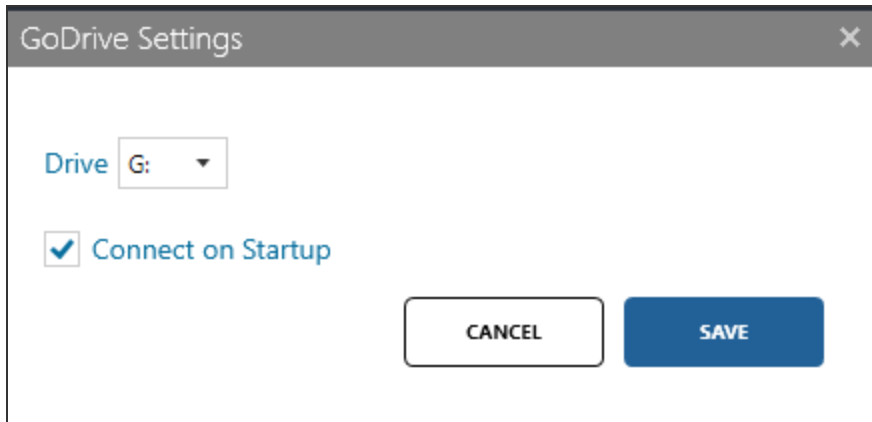 GoDrive Settings
Drive G:
Connect on Startup
CANCEL SAVE